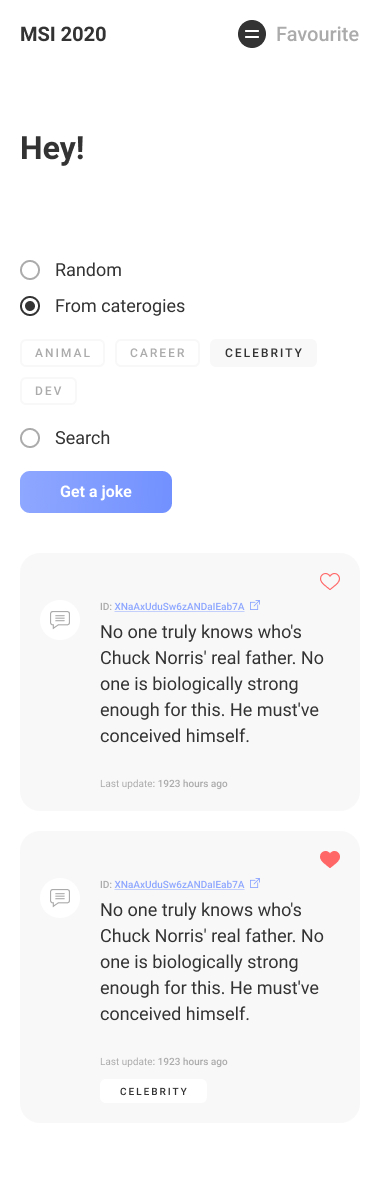 MSI 2020
Favourite
Hey!
Random
From caterogies
ANIMAL
CAREER
CELEBRITY
DEV
Search
Get a joke
ID: XNaAxUduSw6zANDaIEab7A
No one truly knows who's
Chuck Norris' real father. No
one is biologically strong
enough for this. He must've
conceived himself.
Last update: 1923 hours ago
ID: XNaAxUduSw6zANDaIEab7A
No one truly knows who's
Chuck Norris' real father. No
one is biologically strong
enough for this. He must've
conceived himself.
Last update: 1923 hours ago
CELEBRITY